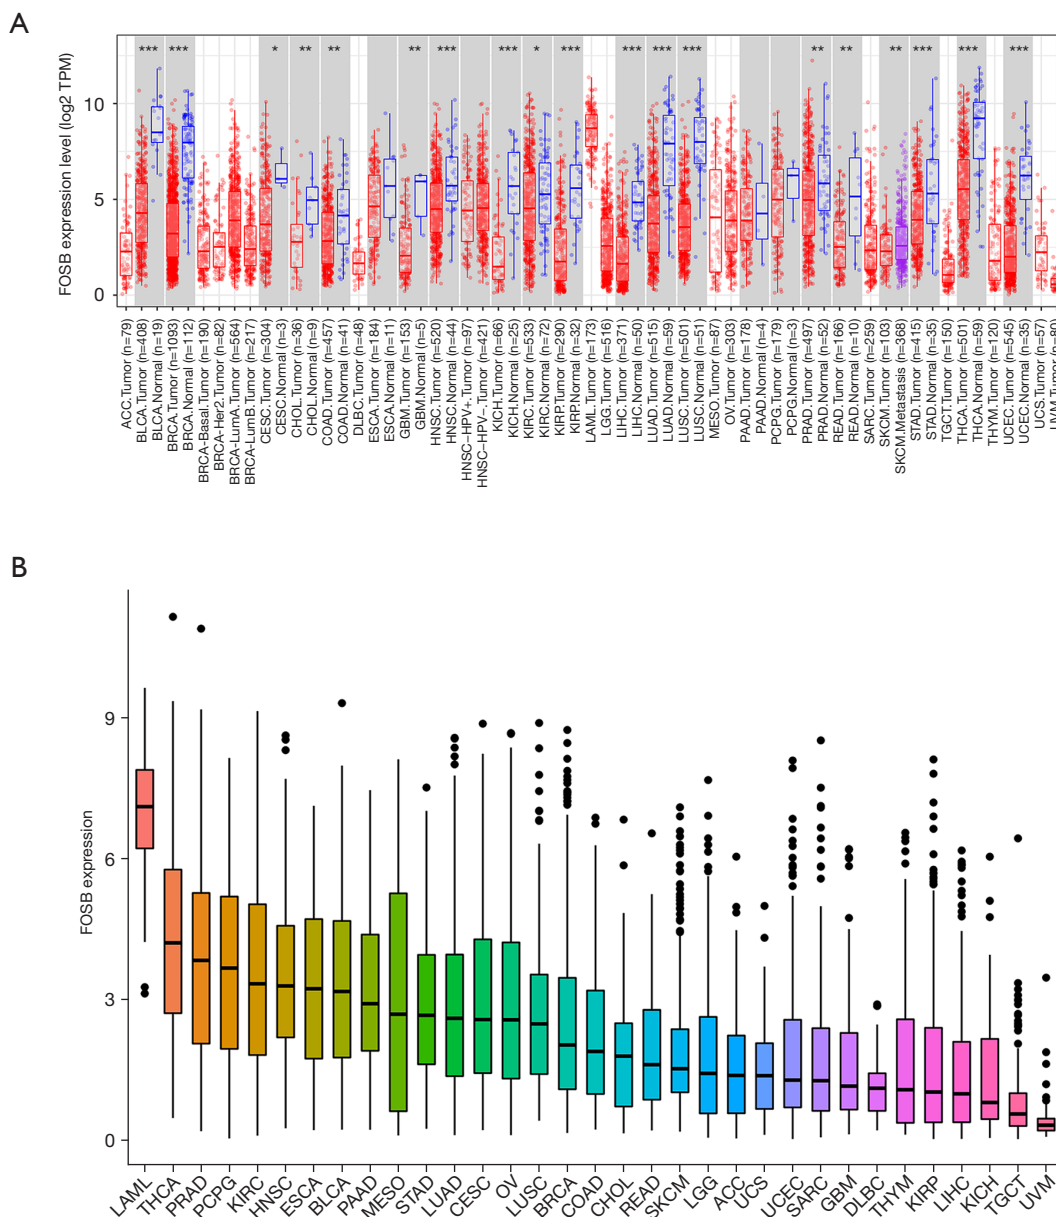 A
FOSB expression level (log2 TPM)
10
5
0
***
***
*
**
**
**
***
***
*
***
***
***
***
**
**
**
***
***
***
ACC.Tumor (n=79)
BLCA.Tumor (n=408)
BLCA.Normal (n=19)
BRCA.Tumor (n=1093)
BRCA.Normal (n=112)
BRCA-Basal.Tumor (n=190)
BRCA-Her2.Tumor (n=82)
BRCA-LumA.Tumor (n=564)
BRCA-LumB.Tumor (n=217)
CESC.Tumor (n=304)
CESC.Normal (n=3)
CHOL.Tumor (n=36)
CHOL.Normal (n=9)
COAD.Tumor (n=457)
COAD.Normal (n=41)
DLBC.Tumor (n=48)
ESCA.Tumor (n=184)
ESCA.Normal (n=11)
GBM.Tumor (n=153)
GBM.Normal (n=5)
HNSC.Tumor (n=520)
HNSC.Normal (n=44)
HNSC-HPV+.Tumor (n=97)
HNSC-HPV-.Tumor (n=421)
KICH.Tumor (n=66)
KICH.Normal (n=25)
KIRC.Tumor (n=533)
KIRC.Normal (n=72)
KIRP.Tumor (n=290)
KIRP.Normal (n=32)
LAML.Tumor (n=173)
LGG.Tumor (n=516)
LIHC.Tumor (n=371)
LIHC.Normal (n=50)
LUAD.Tumor (n=515)
LUAD.Normal (n=59)
LUSC.Tumor (n=501)
LUSC.Normal (n=51)
MESO.Tumor (n=87)
OV.Tumor (n=303)
PAAD.Tumor (n=178)
PAAD.Normal (n=4)
PCPG.Tumor (n=179)
PCPG.Normal (n=3)
PRAD.Tumor (n=497)
PRAD.Normal (n=52)
READ.Tumor (n=166)
READ.Normal (n=10)
SARC.Tumor (n=259)
SKCM.Tumor (n=103)
SKCM.Metastasis (n=368)
STAD.Tumor (n=415)
STAD.Normal (n=35)
TGCT.Tumor (n=150)
THCA.Tumor (n=501)
THCA.Normal (n=59)
THYM.Tumor (n=120)
UCEC.Tumor (n=545)
UCEC.Normal (n=35)
UCS.Tumor (n=57)
UVM.Tumor (n=80)
B
FOSB expression
9
6
3
0
LAML
THCA
PRAD
PCPG
KIRC
HNSC
ESCA
BLCA
PAAD
MESO
STAD
LUAD
CESC
OV
LUSC
BRCA
COAD
CHOL
READ
SKCM
LGG
ACC
UCS
UCEC
SARC
GBM
DLBC
THYM
KIRP
LIHC
KICH
TGCT
UVM